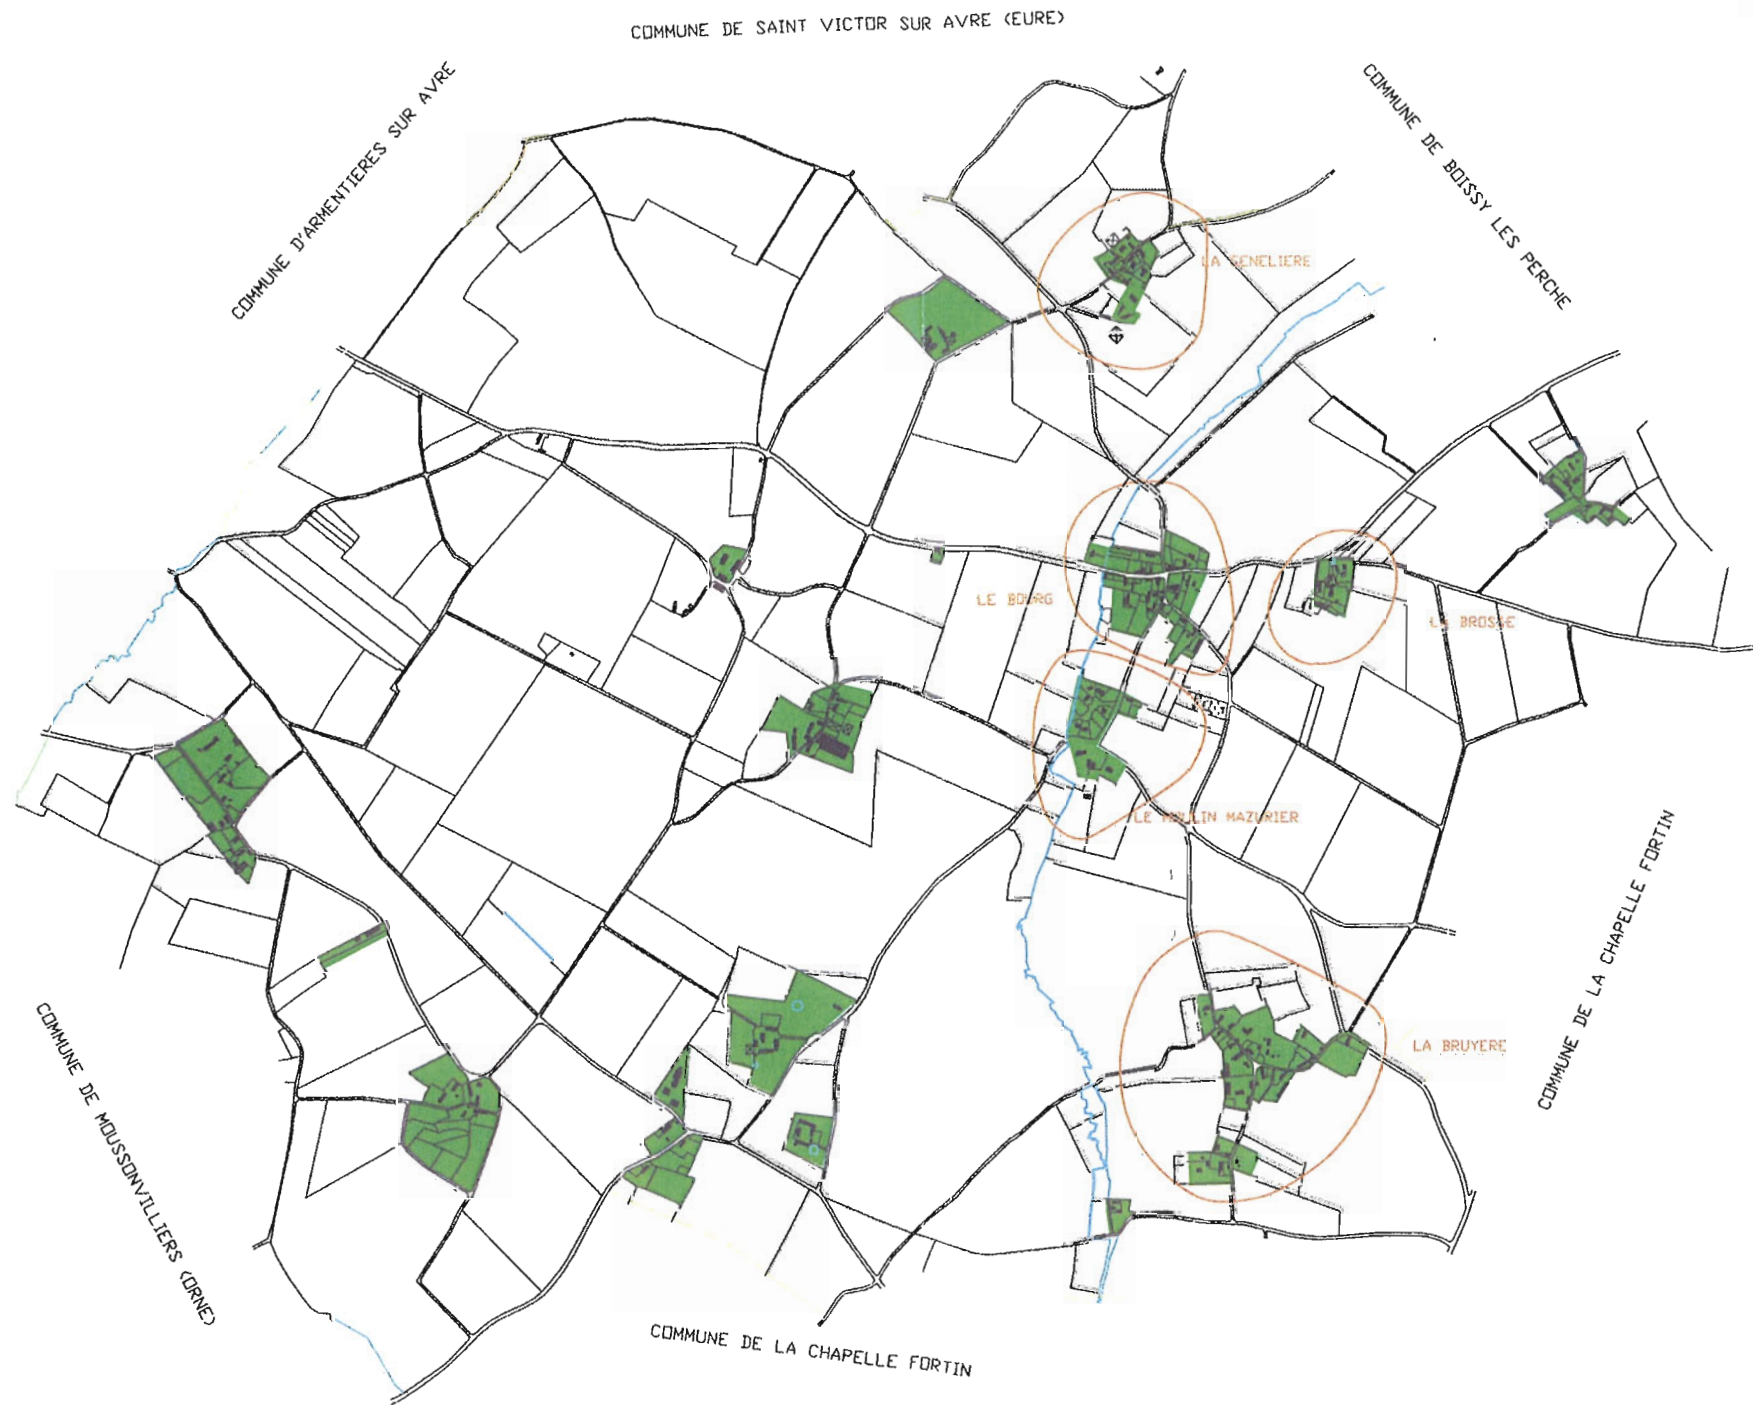 COMMUNE DE SAINT VICTOR SUR AVRE (EURE)
COMMUNE D'ARMENTIERES SUR AVRE
COMMUNE DE BOISSY LES PERCHE
LA GENELIERE
LE BOURG
LA BROSSE
LE MOULIN MAZURIER
LA BRUYERE
COMMUNE DE LA CHAPELLE FORTIN
COMMUNE DE MOUSSONVILLIERS (ORNE)
COMMUNE DE LA CHAPELLE FORTIN